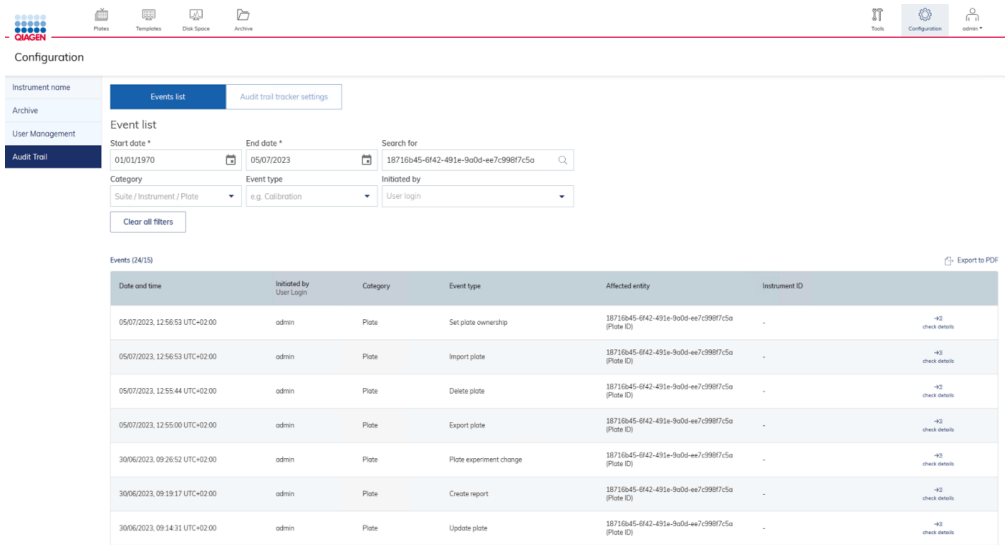 QIAGEN
Plates
Templates
Disk Space
Archive
Tools
Configuration
admin
Configuration
Instrument name
Archive
User Management
Audit Trail
Events list
Audit trail tracker settings
Event list
Start date *
End date *
Search for
01/01/1970
05/07/2023
18716b45-6f42-491e-9a0d-ee7c998f7c5a
Category
Event type
Initiated by
Suite / Instrument / Plate
e.g. Calibration
User login
Clear all filters
Events (24/15)
Export to PDF
Date and time
Initiated by
User Login
Category
Event type
Affected entity
Instrument ID
05/07/2023, 12:56:53 UTC+02:00 admin Plate Set plate ownership 18716b45-6f42-491e-9a0d-ee7c998f7c5a - check details
(Plate ID)
05/07/2023, 12:56:53 UTC+02:00 admin Plate Import plate 18716b45-6f42-491e-9a0d-ee7c998f7c5a - check details
(Plate ID)
05/07/2023, 12:55:44 UTC+02:00 admin Plate Delete plate 18716b45-6f42-491e-9a0d-ee7c998f7c5a - check details
(Plate ID)
05/07/2023, 12:55:00 UTC+02:00 admin Plate Export plate 18716b45-6f42-491e-9a0d-ee7c998f7c5a - check details
(Plate ID)
30/06/2023, 09:26:52 UTC+02:00 admin Plate Plate experiment change 18716b45-6f42-491e-9a0d-ee7c998f7c5a - check details
(Plate ID)
30/06/2023, 09:19:17 UTC+02:00 admin Plate Create report 18716b45-6f42-491e-9a0d-ee7c998f7c5a - check details
(Plate ID)
30/06/2023, 09:14:31 UTC+02:00 admin Plate Update plate 18716b45-6f42-491e-9a0d-ee7c998f7c5a - check details
(Plate ID)